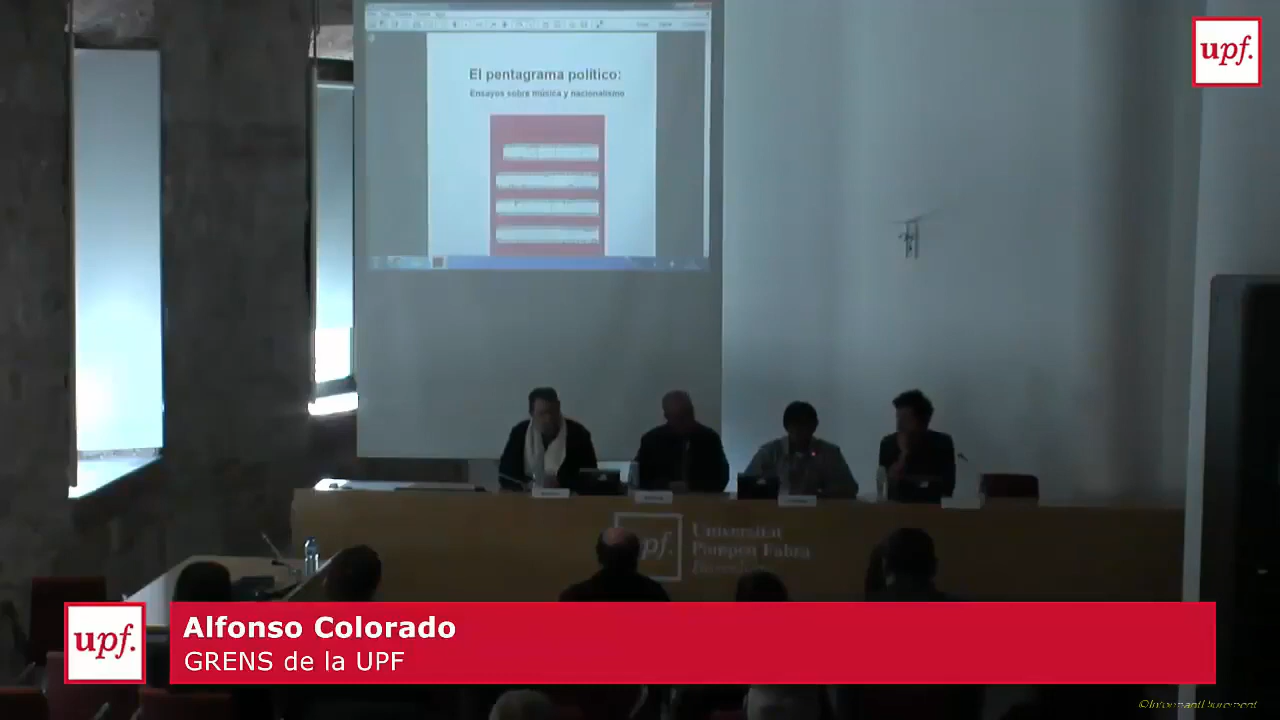 El pentagrama político:
Ensayos sobre música y nacionalismo
upf.
upf.
Universitat
Pompeu Fabra
Barcelona
upf.
Alfonso Colorado
GRENS de la UPF